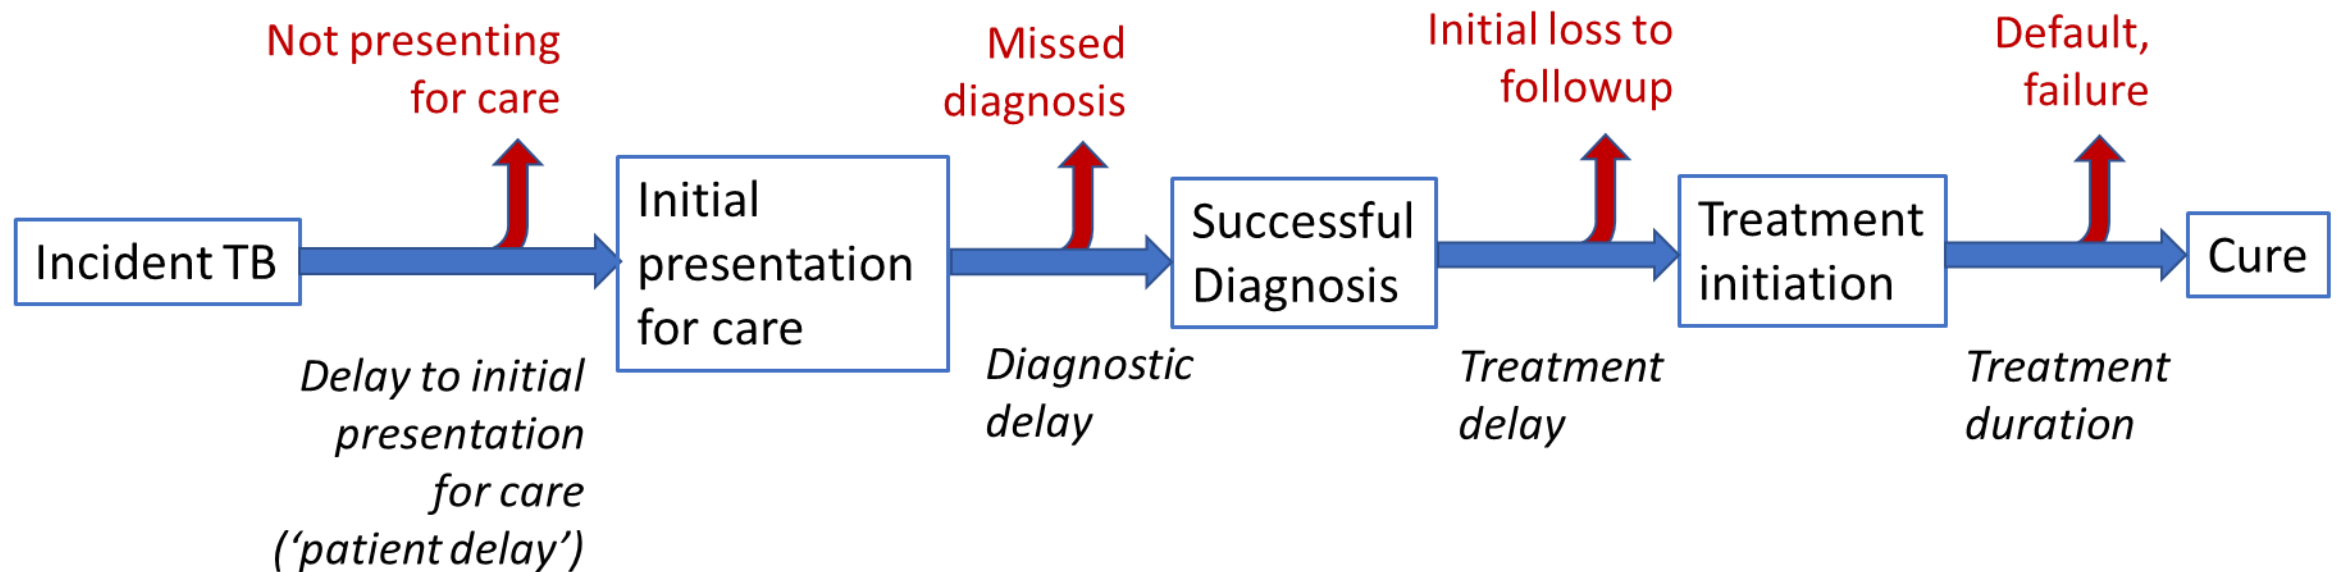 Not presenting
for care
Missed
diagnosis
Initial loss to
followup
Default,
failure
Incident TB
Initial
presentation
for care
Successful
Diagnosis
Treatment
initiation
Cure
Delay to initial
presentation
for care
(‘patient delay’)
Diagnostic
delay
Treatment
delay
Treatment
duration